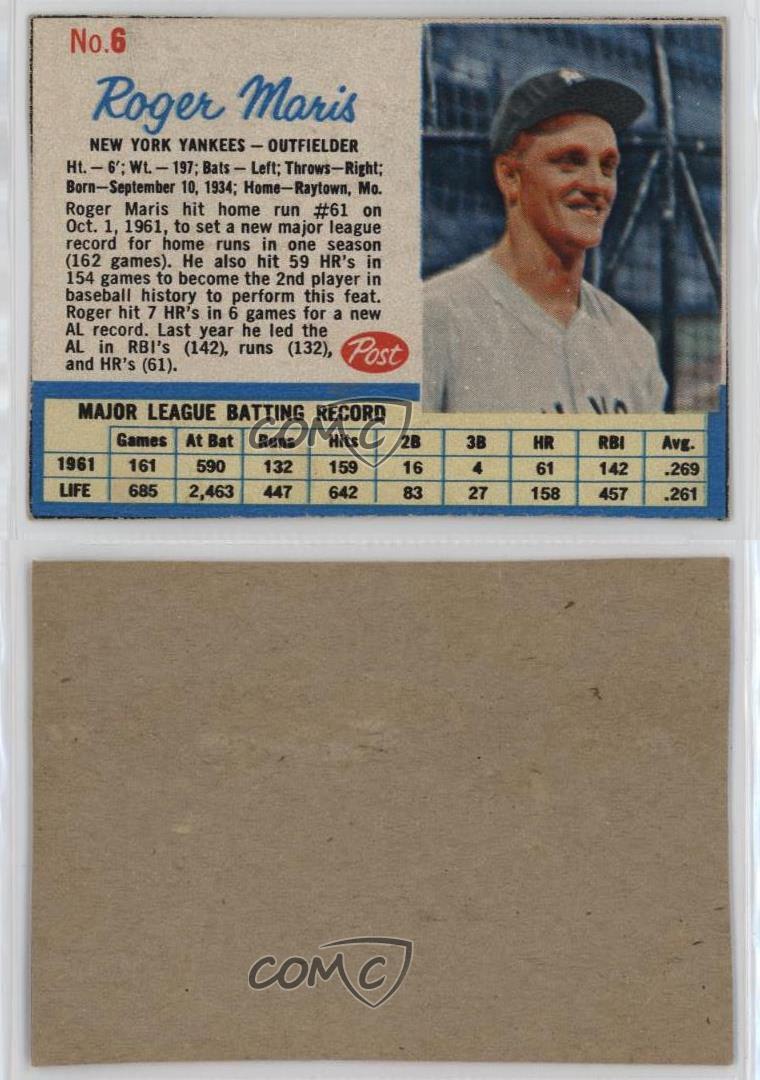 No.6
Roger Maris
NEW YORK YANKEES — OUTFIELDER
Ht. — 6'; Wt. — 197; Bats — Left; Throws—Right;
Born—September 10, 1934; Home—Raytown, Mo.
Roger Maris hit home run #61 on
Oct. 1, 1961, to set a new major league
record for home runs in one season
(162 games). He also hit 59 HR's in
154 games to become the 2nd player in
baseball history to perform this feat.
Roger hit 7 HR's in 6 games for a new
AL record. Last year he led the
AL in RBI's (142), runs (132),
and HR's (61).
Post
MAJOR LEAGUE BATTING RECORD
Games At Bat Runs Hits 2B 3B HR RBI Avg.
1961 161 590 132 159 16 4 61 142 .269
LIFE 685 2,463 447 642 83 27 158 457 .261
COMC
COMC